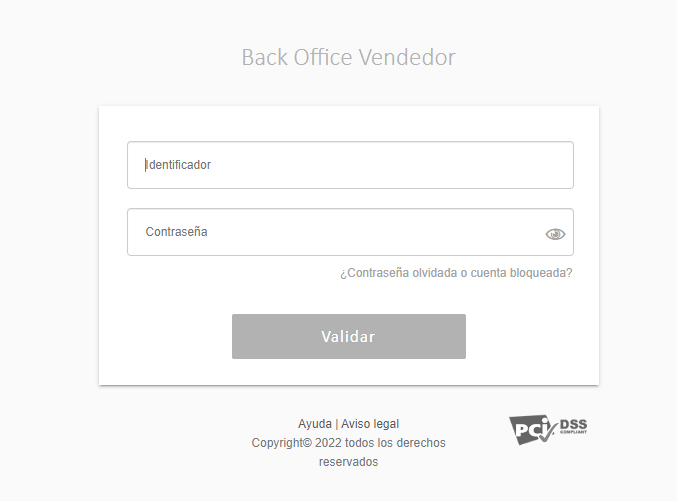 Back Office Vendedor
Identificador
Contraseña
¿Contraseña olvidada o cuenta bloqueada?
Validar
Ayuda | Aviso legal
Copyright© 2022 todos los derechos
reservados
PCI DSS
COMPLIANT